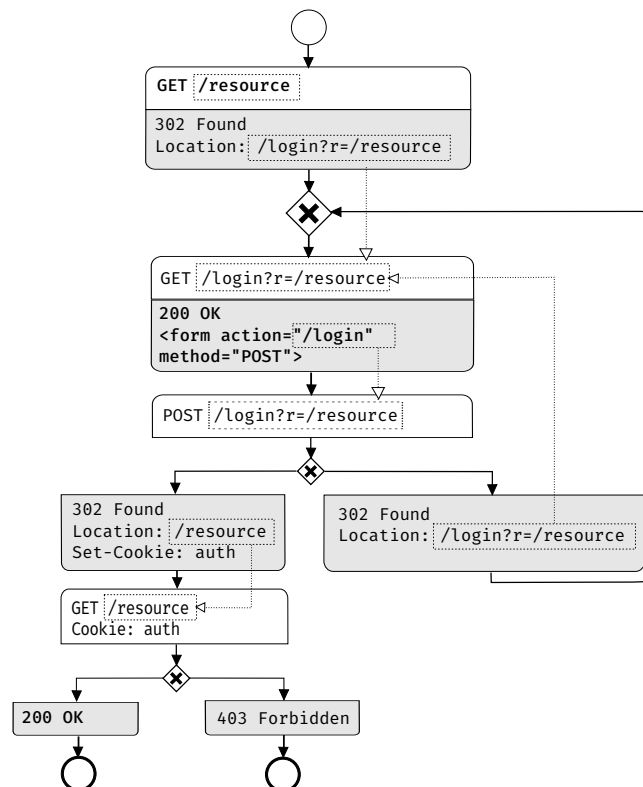 GET /resource
302 Found
Location: /login?r=/resource
GET /login?r=/resource
200 OK
<form action="/login"
method="POST">
POST /login?r=/resource
302 Found
Location: /resource
Set-Cookie: auth
302 Found
Location: /login?r=/resource
GET /resource
Cookie: auth
200 OK
403 Forbidden